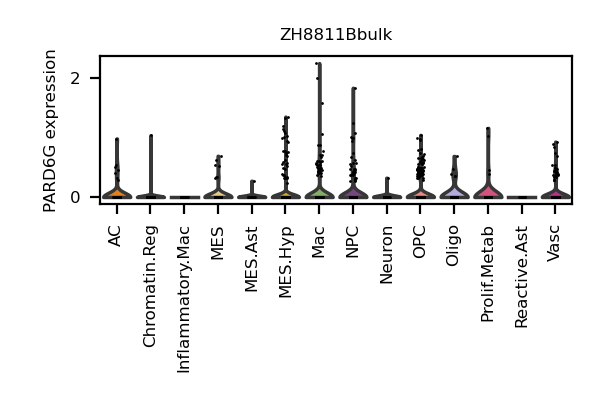 ZH8811Bbulk
PARD6G expression
2
0
AC
Chromatin.Reg
Inflammatory.Mac
MES
MES.Ast
MES.Hyp
Mac
NPC
Neuron
OPC
Oligo
Prolif.Metab
Reactive.Ast
Vasc